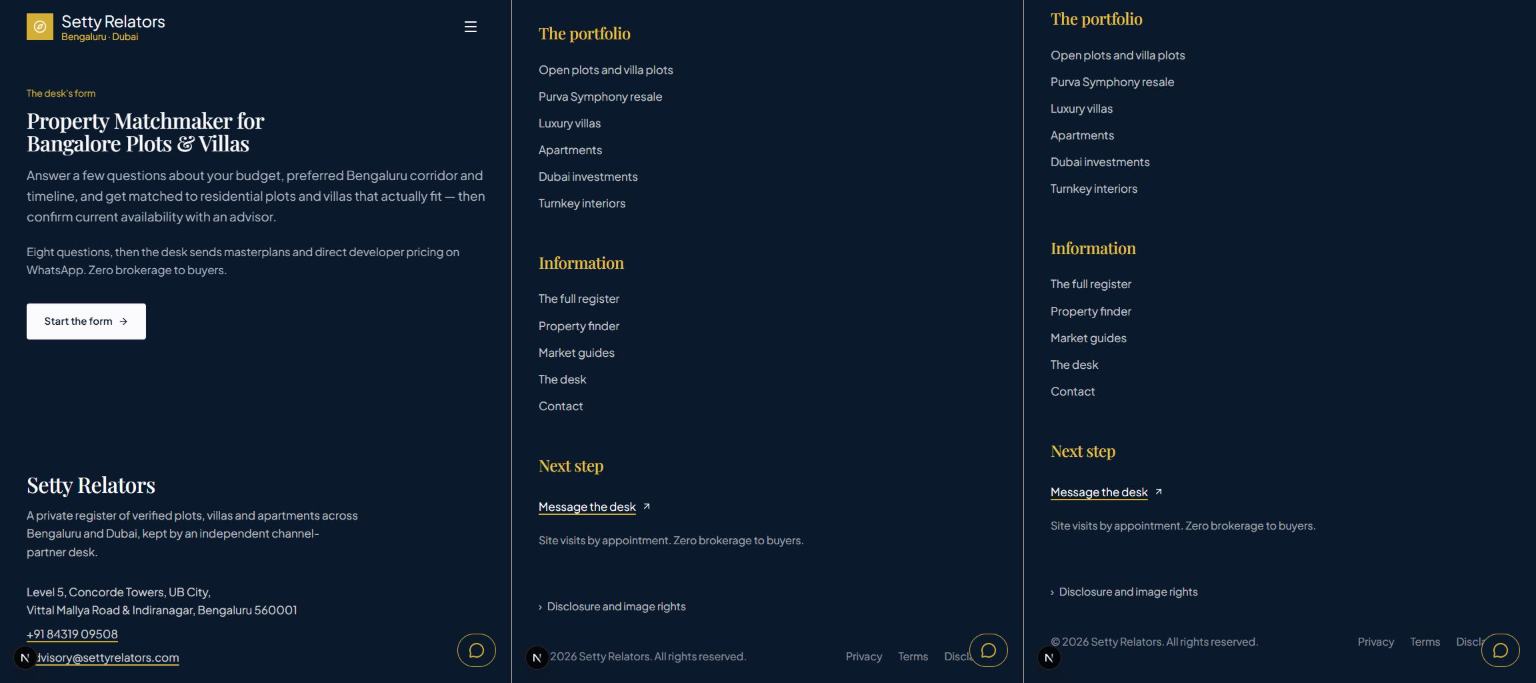 Setty Relators
Bengaluru · Dubai
The desk's form
Property Matchmaker for
Bangalore Plots & Villas
Answer a few questions about your budget, preferred Bengaluru corridor and
timeline, and get matched to residential plots and villas that actually fit — then
confirm current availability with an advisor.
Eight questions, then the desk sends masterplans and direct developer pricing on
WhatsApp. Zero brokerage to buyers.
Start the form →
Setty Relators
A private register of verified plots, villas and apartments across
Bengaluru and Dubai, kept by an independent channel-
partner desk.
Level 5, Concorde Towers, UB City,
Vittal Mallya Road & Indiranagar, Bengaluru 560001
+91 84319 09508
dvisory@settyrelators.com
N
The portfolio
Open plots and villa plots
Purva Symphony resale
Luxury villas
Apartments
Dubai investments
Turnkey interiors
Information
The full register
Property finder
Market guides
The desk
Contact
Next step
Message the desk ↗
Site visits by appointment. Zero brokerage to buyers.
› Disclosure and image rights
N
2026 Setty Relators. All rights reserved.
Privacy Terms Discl
The portfolio
Open plots and villa plots
Purva Symphony resale
Luxury villas
Apartments
Dubai investments
Turnkey interiors
Information
The full register
Property finder
Market guides
The desk
Contact
Next step
Message the desk ↗
Site visits by appointment. Zero brokerage to buyers.
› Disclosure and image rights
© 2026 Setty Relators. All rights reserved.
Privacy Terms Discl
N